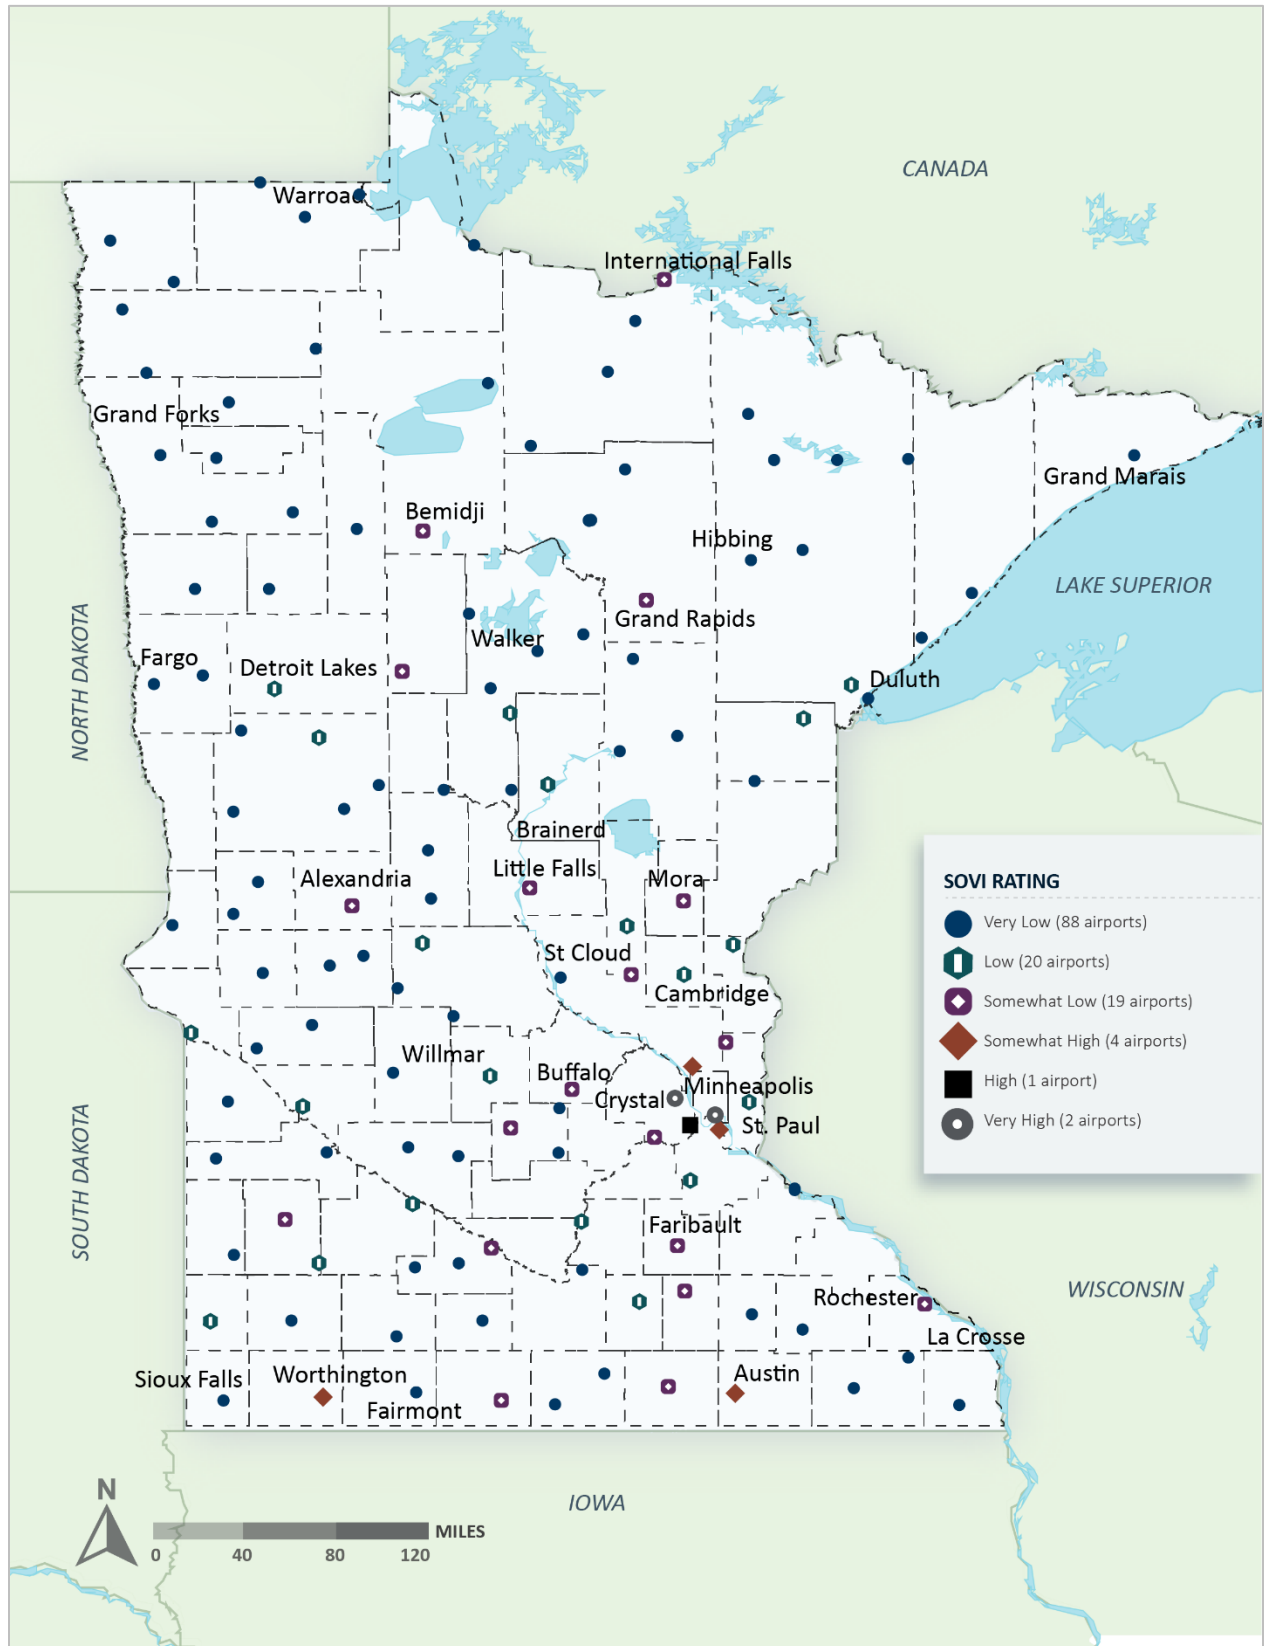 CANADA
Warroad
International Falls
Grand Forks
Grand Marais
Bemidji
Hibbing
LAKE SUPERIOR
NORTH DAKOTA
Grand Rapids
Walker
Fargo
Detroit Lakes
Duluth
Brainerd
Little Falls
Alexandria
Mora
St Cloud
Cambridge
SOVI RATING
Very Low (88 airports)
Low (20 airports)
Somewhat Low (19 airports)
Somewhat High (4 airports)
High (1 airport)
Very High (2 airports)
Willmar
Buffalo
Minneapolis
Crystal
St. Paul
SOUTH DAKOTA
Faribault
WISCONSIN
Rochester
La Crosse
Sioux Falls
Worthington
Austin
Fairmont
N
IOWA
MILES
0 40 80 120